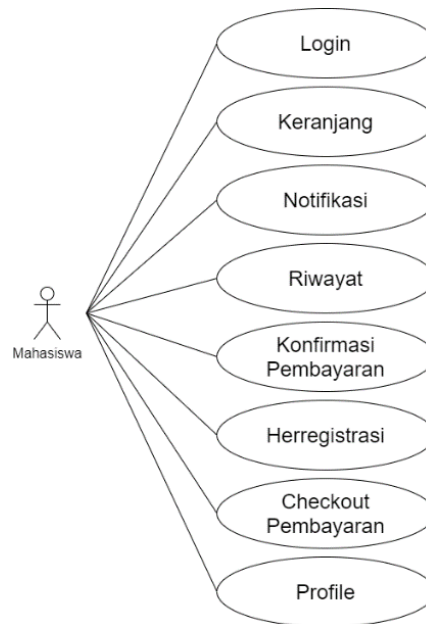 Login
Keranjang
Notifikasi
Riwayat
Mahasiswa
Konfirmasi
Pembayaran
Herregistrasi
Checkout
Pembayaran
Profile